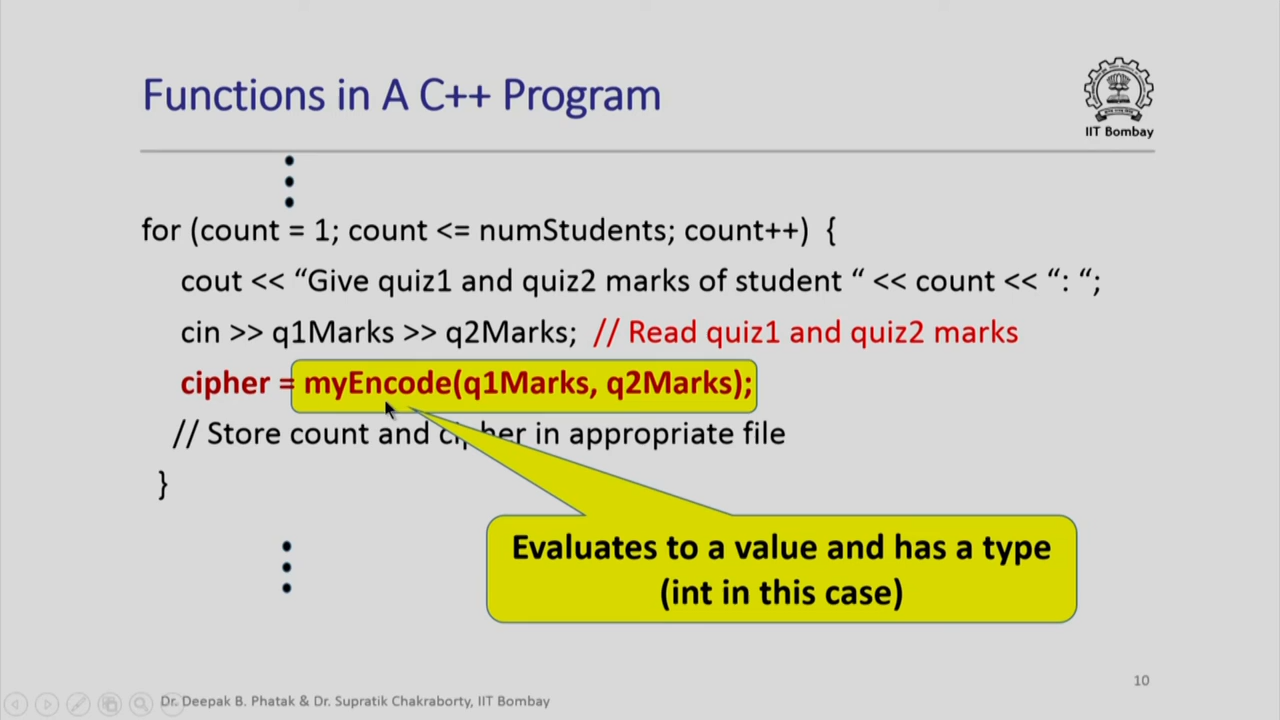 Functions in A C++ Program
IIT Bombay
for (count = 1; count <= numStudents; count++) {
cout << “Give quiz1 and quiz2 marks of student “ << count << “: “;
cin >> q1Marks >> q2Marks; // Read quiz1 and quiz2 marks
cipher = myEncode(q1Marks, q2Marks);
// Store count and cipher in appropriate file
}
Evaluates to a value and has a type
(int in this case)
10
Dr. Deepak B. Phatak & Dr. Supratik Chakraborty, IIT Bombay